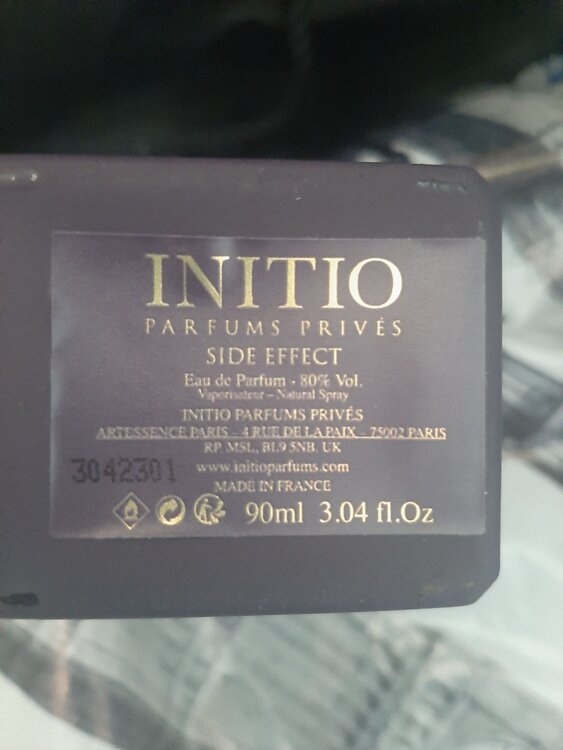 INITIO
PARFUMS PRIVÉS
SIDE EFFECT
Eau de Parfum - 80% Vol.
Vaporisateur – Natural Spray
INITIO PARFUMS PRIVÉS
ARTESSENCE PARIS - 4 RUE DE LA PAIX - 75002 PARIS
RP. MSL, BL9 5NB. UK
3042301 www.initioparfums.com
MADE IN FRANCE
90ml 3.04 fl.Oz